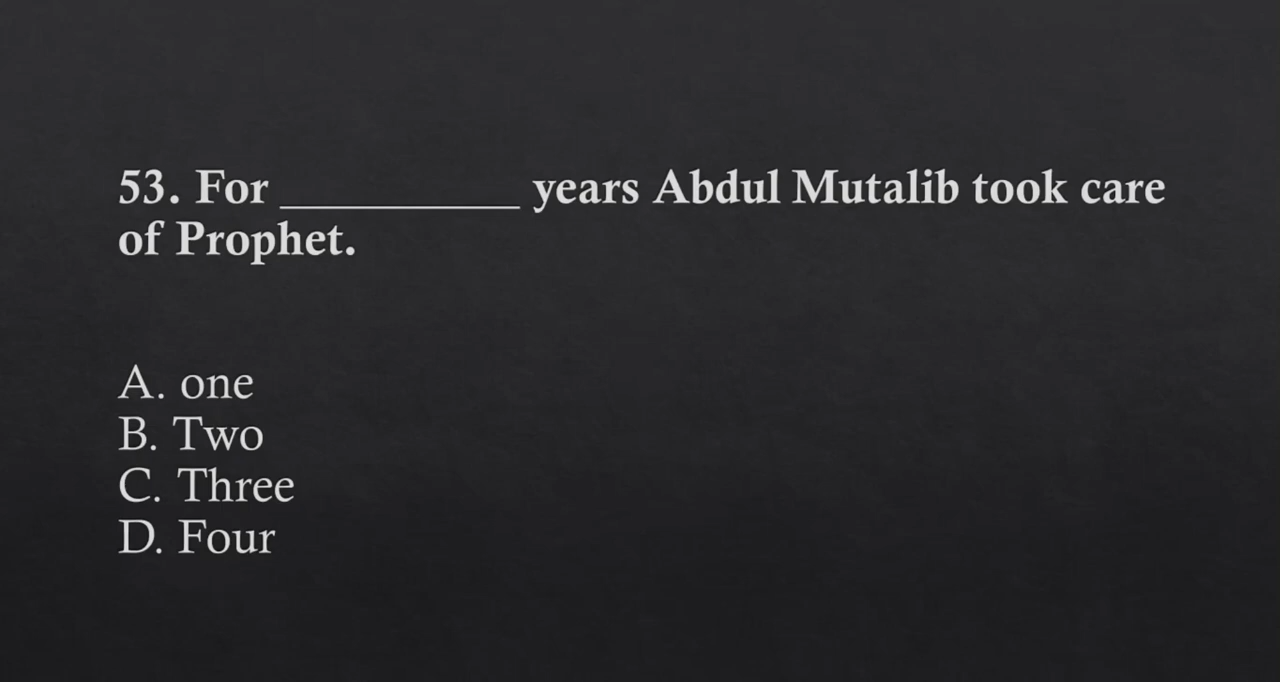 53. For __________ years Abdul Mutalib took care
of Prophet.
A. one
B. Two
C. Three
D. Four